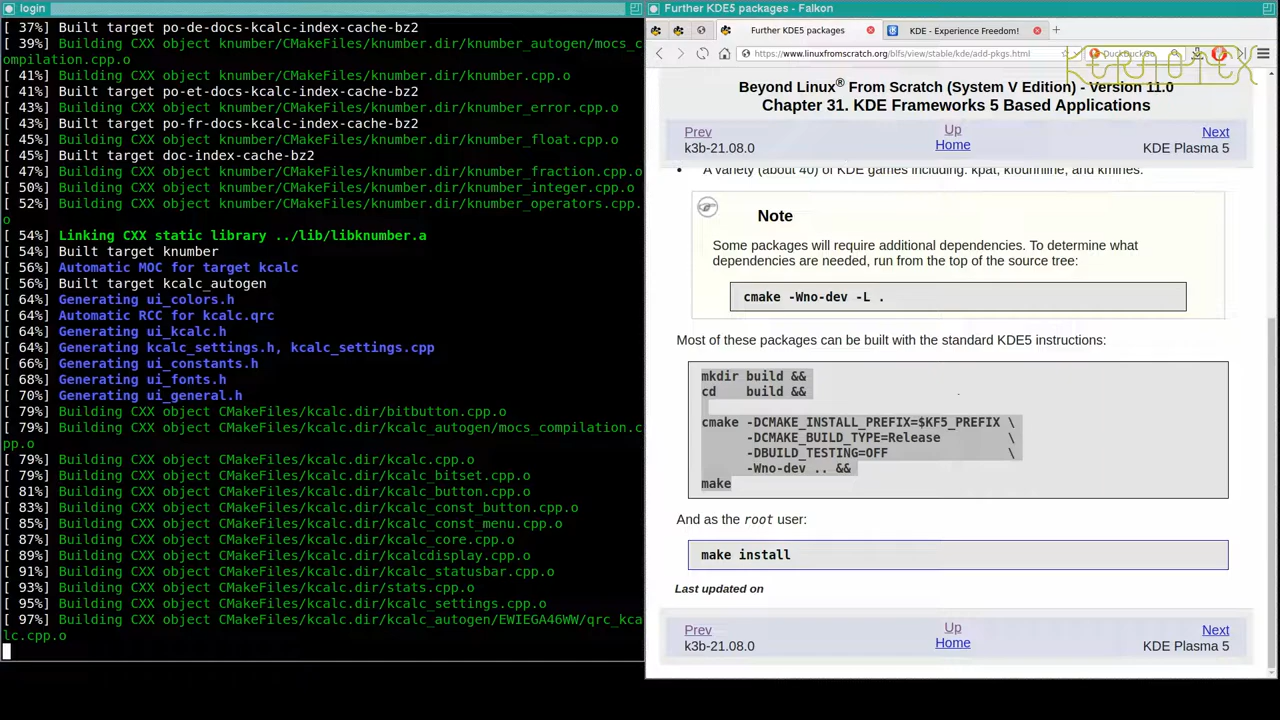 login
[ 37%] Built target po-de-docs-kcalc-index-cache-bz2
[ 39%] Building CXX object knumber/CMakeFiles/knumber.dir/knumber_autogen/mocs_c
ompilation.cpp.o
[ 41%] Building CXX object knumber/CMakeFiles/knumber.dir/knumber.cpp.o
[ 41%] Built target po-et-docs-kcalc-index-cache-bz2
[ 43%] Building CXX object knumber/CMakeFiles/knumber.dir/knumber_error.cpp.o
[ 43%] Built target po-fr-docs-kcalc-index-cache-bz2
[ 45%] Building CXX object knumber/CMakeFiles/knumber.dir/knumber_float.cpp.o
[ 45%] Built target doc-index-cache-bz2
[ 47%] Building CXX object knumber/CMakeFiles/knumber.dir/knumber_fraction.cpp.o
[ 50%] Building CXX object knumber/CMakeFiles/knumber.dir/knumber_integer.cpp.o
[ 52%] Building CXX object knumber/CMakeFiles/knumber.dir/knumber_operators.cpp.
o
[ 54%] Linking CXX static library ../lib/libknumber.a
[ 54%] Built target knumber
[ 56%] Automatic MOC for target kcalc
[ 56%] Built target kcalc_autogen
[ 64%] Generating ui_colors.h
[ 64%] Automatic RCC for kcalc.qrc
[ 64%] Generating ui_kcalc.h
[ 64%] Generating kcalc_settings.h, kcalc_settings.cpp
[ 66%] Generating ui_constants.h
[ 68%] Generating ui_fonts.h
[ 70%] Generating ui_general.h
[ 79%] Building CXX object CMakeFiles/kcalc.dir/bitbutton.cpp.o
[ 79%] Building CXX object CMakeFiles/kcalc.dir/kcalc_autogen/mocs_compilation.c
pp.o
[ 79%] Building CXX object CMakeFiles/kcalc.dir/kcalc.cpp.o
[ 79%] Building CXX object CMakeFiles/kcalc.dir/kcalc_bitset.cpp.o
[ 81%] Building CXX object CMakeFiles/kcalc.dir/kcalc_button.cpp.o
[ 83%] Building CXX object CMakeFiles/kcalc.dir/kcalc_const_button.cpp.o
[ 85%] Building CXX object CMakeFiles/kcalc.dir/kcalc_const_menu.cpp.o
[ 87%] Building CXX object CMakeFiles/kcalc.dir/kcalc_core.cpp.o
[ 89%] Building CXX object CMakeFiles/kcalc.dir/kcalcdisplay.cpp.o
[ 91%] Building CXX object CMakeFiles/kcalc.dir/kcalc_statusbar.cpp.o
[ 93%] Building CXX object CMakeFiles/kcalc.dir/stats.cpp.o
[ 95%] Building CXX object CMakeFiles/kcalc.dir/kcalc_settings.cpp.o
[ 97%] Building CXX object CMakeFiles/kcalc.dir/kcalc_autogen/EWIEGA46WW/qrc_kca
lc.cpp.o
Further KDE5 packages - Falkon
Further KDE5 packages
KDE - Experience Freedom!
https://www.linuxfromscratch.org/blfs/view/stable/kde/add-pkgs.html
DuckDuckGo
Beyond Linux® From Scratch (System V Edition) - Version 11.0
Chapter 31. KDE Frameworks 5 Based Applications
Prev Up Next
k3b-21.08.0 Home KDE Plasma 5
• A variety (about 40) of KDE games including: kpat, kfourinline, and kmines.
Note
Some packages will require additional dependencies. To determine what
dependencies are needed, run from the top of the source tree:
cmake -Wno-dev -L .
Most of these packages can be built with the standard KDE5 instructions:
mkdir build &&
cd    build &&
cmake -DCMAKE_INSTALL_PREFIX=$KF5_PREFIX \
-DCMAKE_BUILD_TYPE=Release \
-DBUILD_TESTING=OFF \
-Wno-dev .. &&
make
And as the root user:
make install
Last updated on
Prev Up Next
k3b-21.08.0 Home KDE Plasma 5